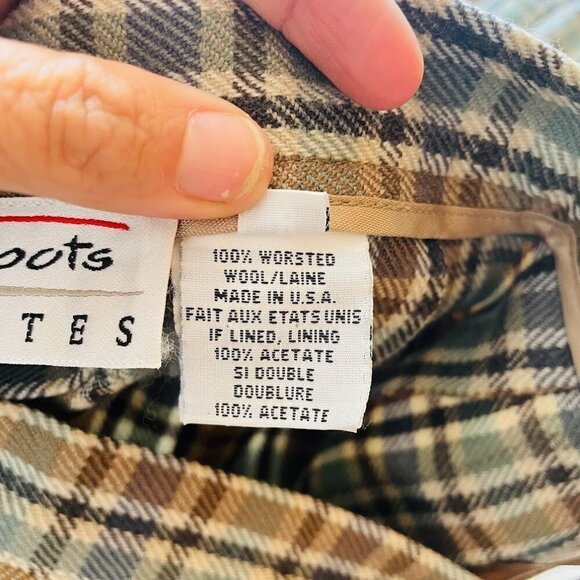 oots
TES
100% WORSTED
WOOL/LAINE
MADE IN U.S.A.
FAIT AUX ETATS UNIS
IF LINED, LINING
100% ACETATE
SI DOUBLE
DOUBLURE
100% ACETATE